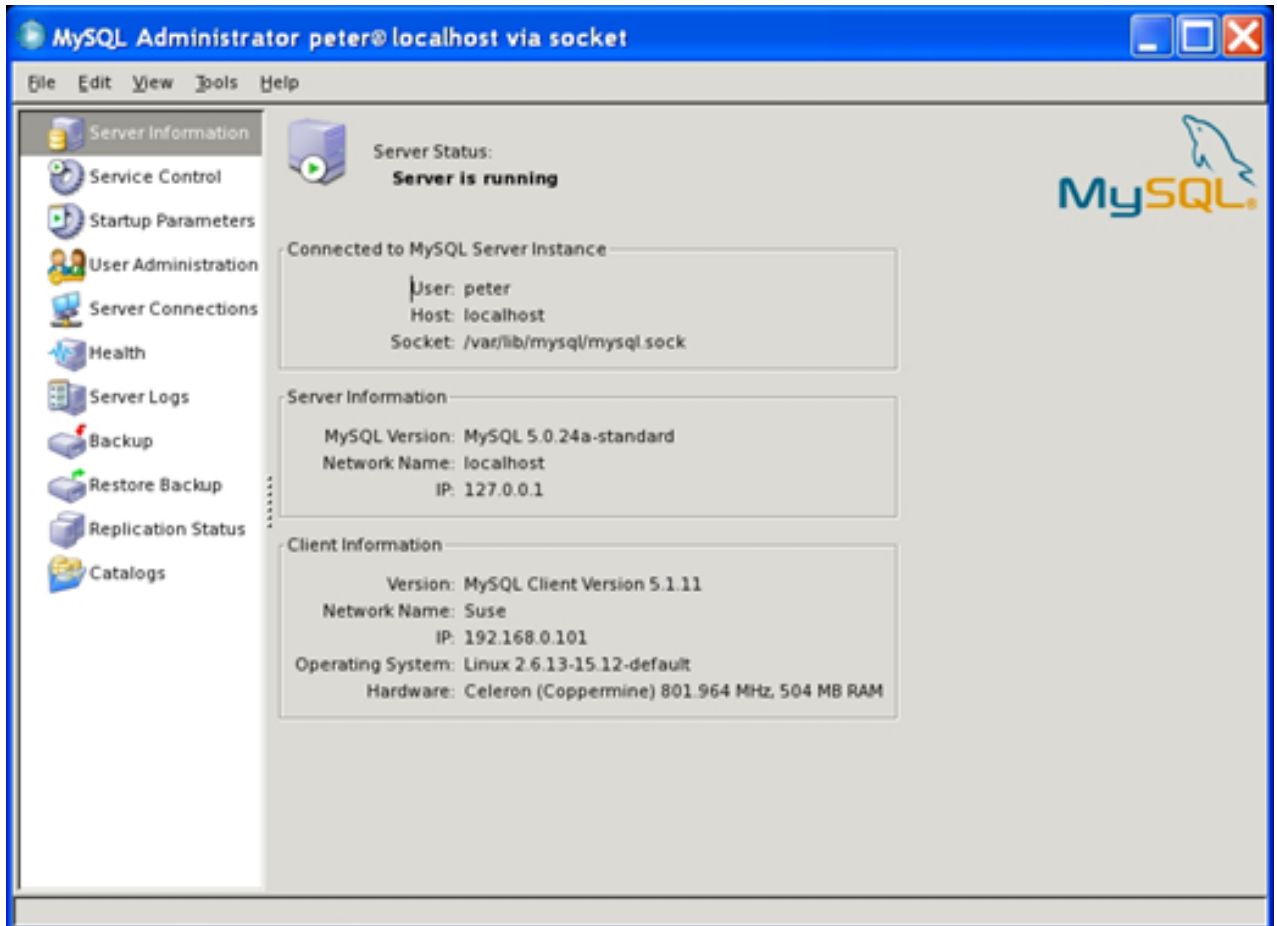 MySQL Administrator peter@localhost via socket
File Edit View Tools Help
Server Information
Service Control
Startup Parameters
User Administration
Server Connections
Health
Server Logs
Backup
Restore Backup
Replication Status
Catalogs
Server Status:
Server is running
MySQL®
Connected to MySQL Server Instance
User: peter
Host: localhost
Socket: /var/lib/mysql/mysql.sock
Server Information
MySQL Version: MySQL 5.0.24a-standard
Network Name: localhost
IP: 127.0.0.1
Client Information
Version: MySQL Client Version 5.1.11
Network Name: Suse
IP: 192.168.0.101
Operating System: Linux 2.6.13-15.12-default
Hardware: Celeron (Coppermine) 801.964 MHz, 504 MB RAM